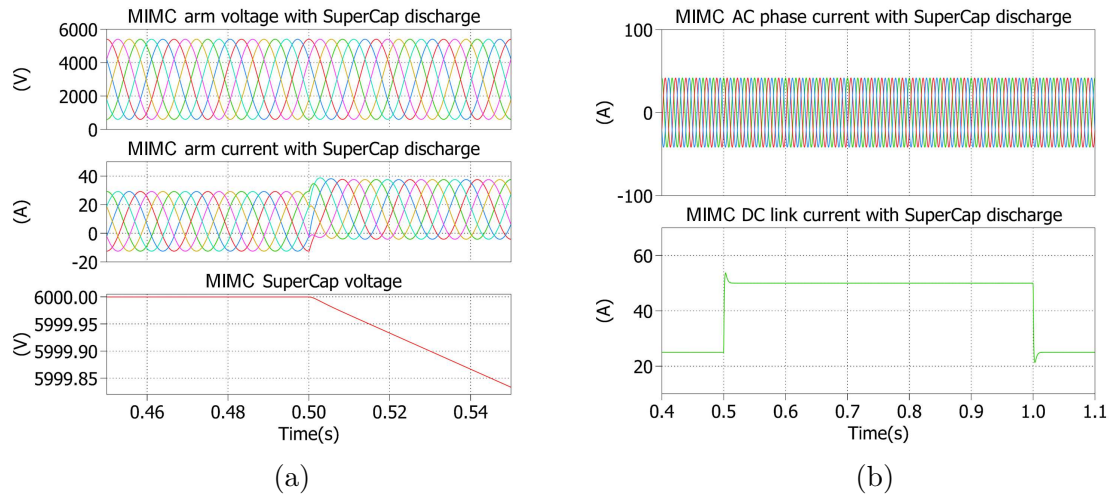 MIMC arm voltage with SuperCap discharge
6000
4000
2000
0
(V)
MIMC arm current with SuperCap discharge
40
20
0
-20
(A)
MIMC SuperCap voltage
6000.00
5999.95
5999.90
5999.85
(V)
0.46 0.48 0.50 0.52 0.54
Time(s)
(a)
MIMC AC phase current with SuperCap discharge
100
0
-100
(A)
MIMC DC link current with SuperCap discharge
60
40
20
(A)
0.4 0.5 0.6 0.7 0.8 0.9 1.0 1.1
Time(s)
(b)